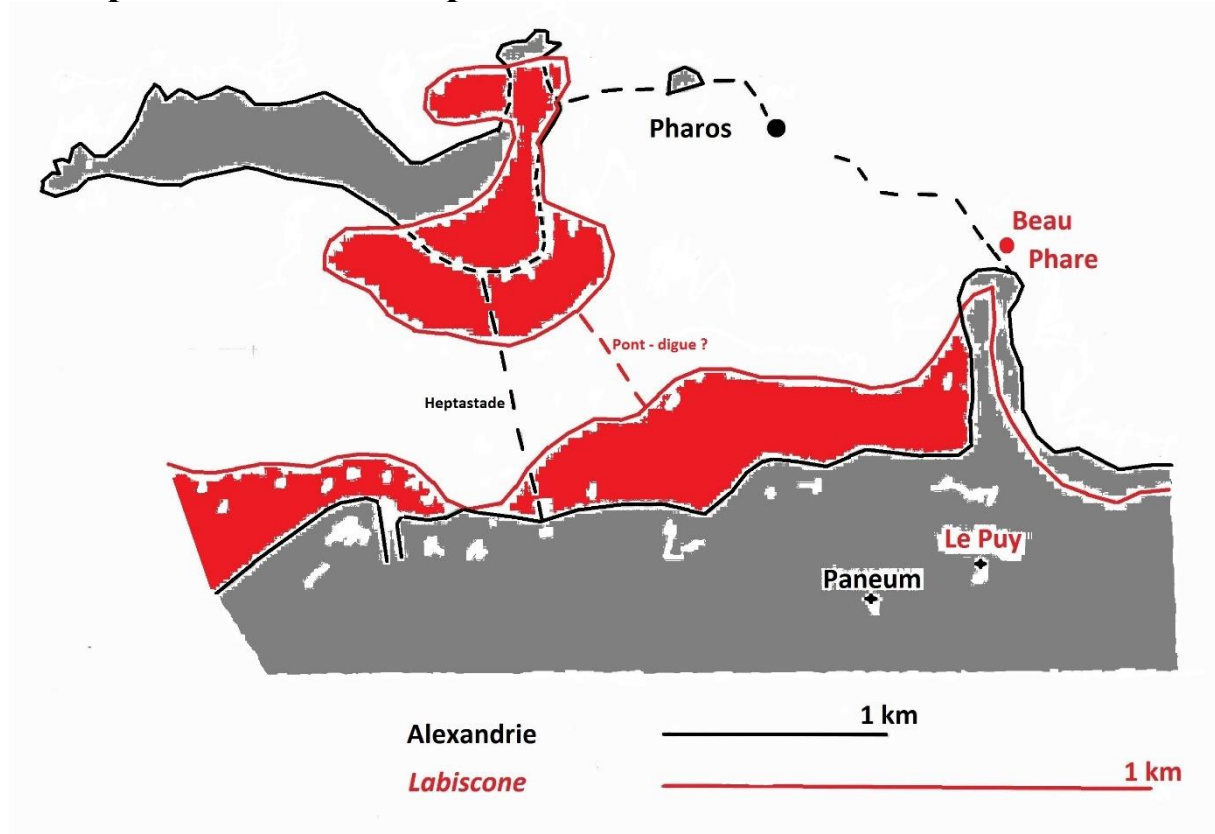 Pharos
Beau
Phare
Pont - digue ?
Heptastade
Le Puy
Paneum
Alexandrie
1 km
Labiscone
1 km